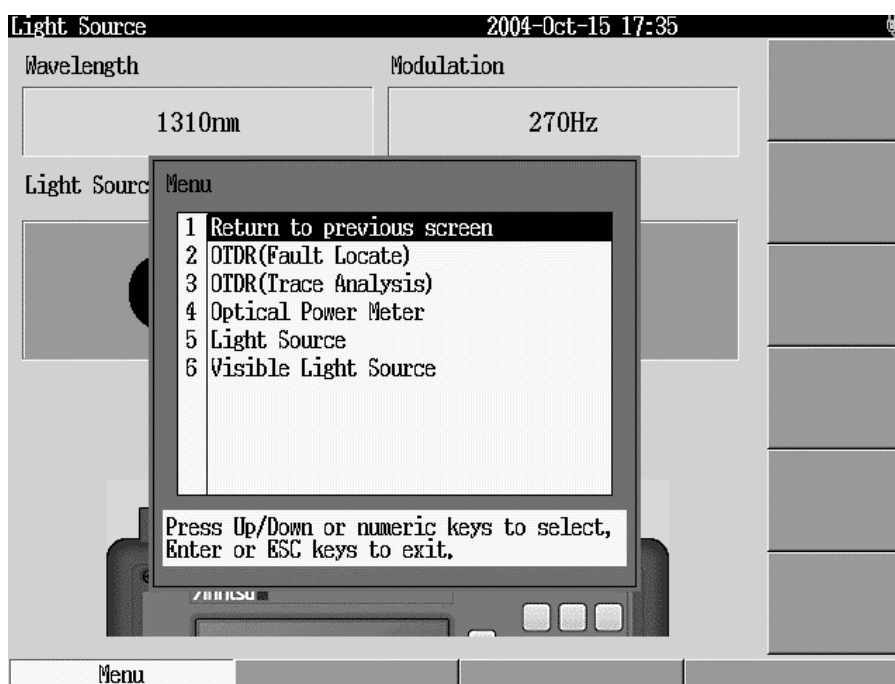 Light Source 2004-Oct-15 17:35
Wavelength Modulation
1310nm 270Hz
Light Sourc
Menu
1 Return to previous screen
2 OTDR(Fault Locate)
3 OTDR(Trace Analysis)
4 Optical Power Meter
5 Light Source
6 Visible Light Source
Press Up/Down or numeric keys to select,
Enter or ESC keys to exit.
Anritsu
Menu